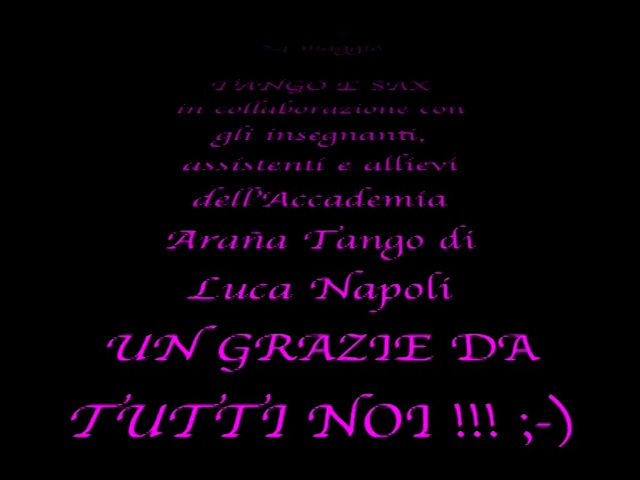 maggio
TANGO E SAX
in collaborazione con
gli insegnanti,
assistenti e allievi
dell'Accademia
Araña Tango di
Luca Napoli
UN GRAZIE DA
TUTTI NOI !!! ;-)